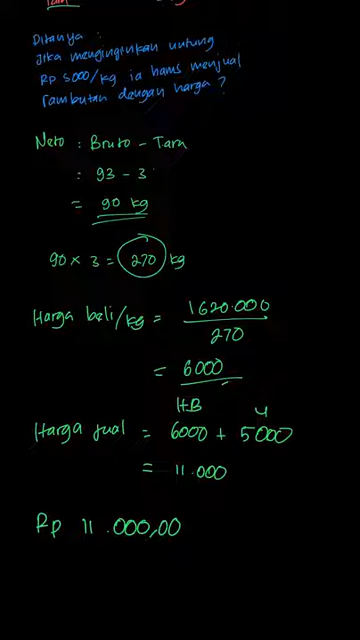 Ditanya :
Jika menginginkan untung
Rp 5000/kg ia harus menjual
rambutan dengan harga ?
Neto : Bruto - Tara
: 93 - 3
= 90 kg
90 x 3 = 270 kg
Harga beli/kg = 1620.000
270
= 6000
HB U
Harga jual = 6000 + 5000
= 11.000
Rp 11.000,00